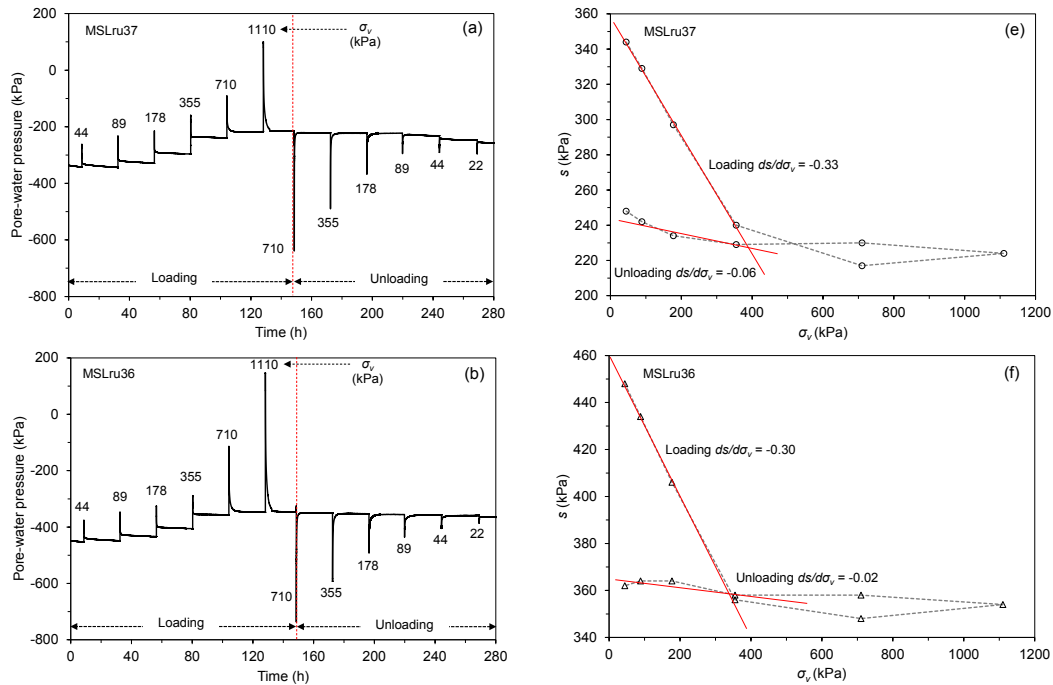 MSLru37
(a)
1110
σv
(kPa)
710
355
178
89
44
44
22
89
178
355
710
Loading
Unloading
200
0
-200
-400
-600
-800
Pore-water pressure (kPa)
0 40 80 120 160 200 240 280
Time (h)
MSLru37
(e)
360
340
320
300
280
260
240
220
200
s (kPa)
Loading ds/dσv = -0.33
Unloading ds/dσv = -0.06
0 200 400 600 800 1000 1200
σv (kPa)
MSLru36
(b)
1110
σv
(kPa)
710
355
178
89
44
44
22
89
178
355
710
Loading
Unloading
200
0
-200
-400
-600
-800
Pore-water pressure (kPa)
0 40 80 120 160 200 240 280
Time (h)
MSLru36
(f)
460
440
420
400
380
360
340
s (kPa)
Loading ds/dσv = -0.30
Unloading ds/dσv = -0.02
0 200 400 600 800 1000 1200
σv (kPa)